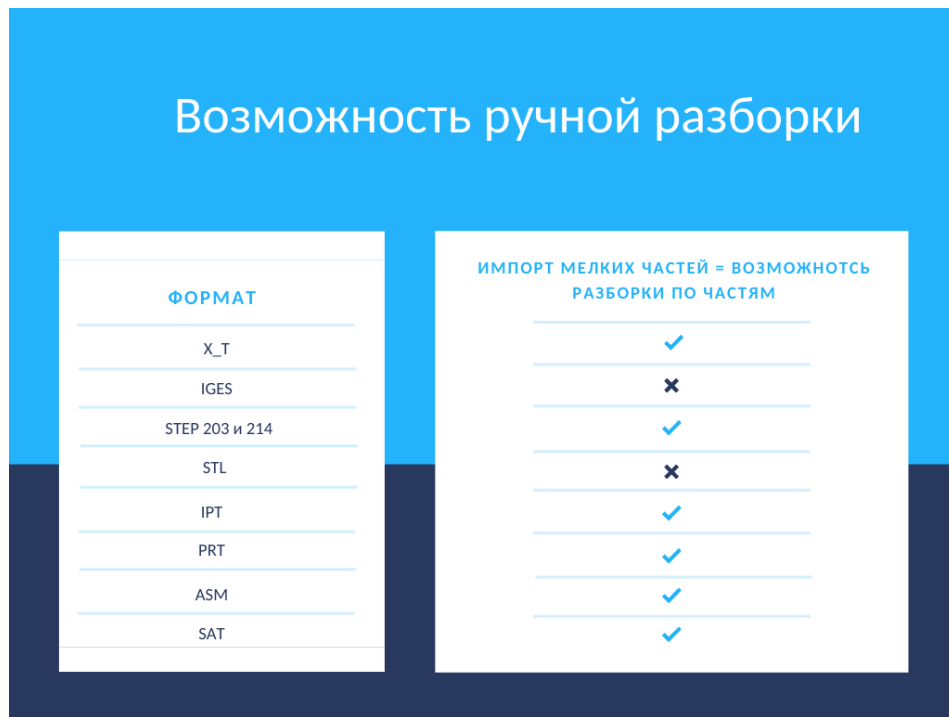 Возможность ручной разборки
ФОРМАТ
X_T
IGES
STEP 203 и 214
STL
IPT
PRT
ASM
SAT
ИМПОРТ МЕЛКИХ ЧАСТЕЙ = ВОЗМОЖНОТСЬ
РАЗБОРКИ ПО ЧАСТЯМ